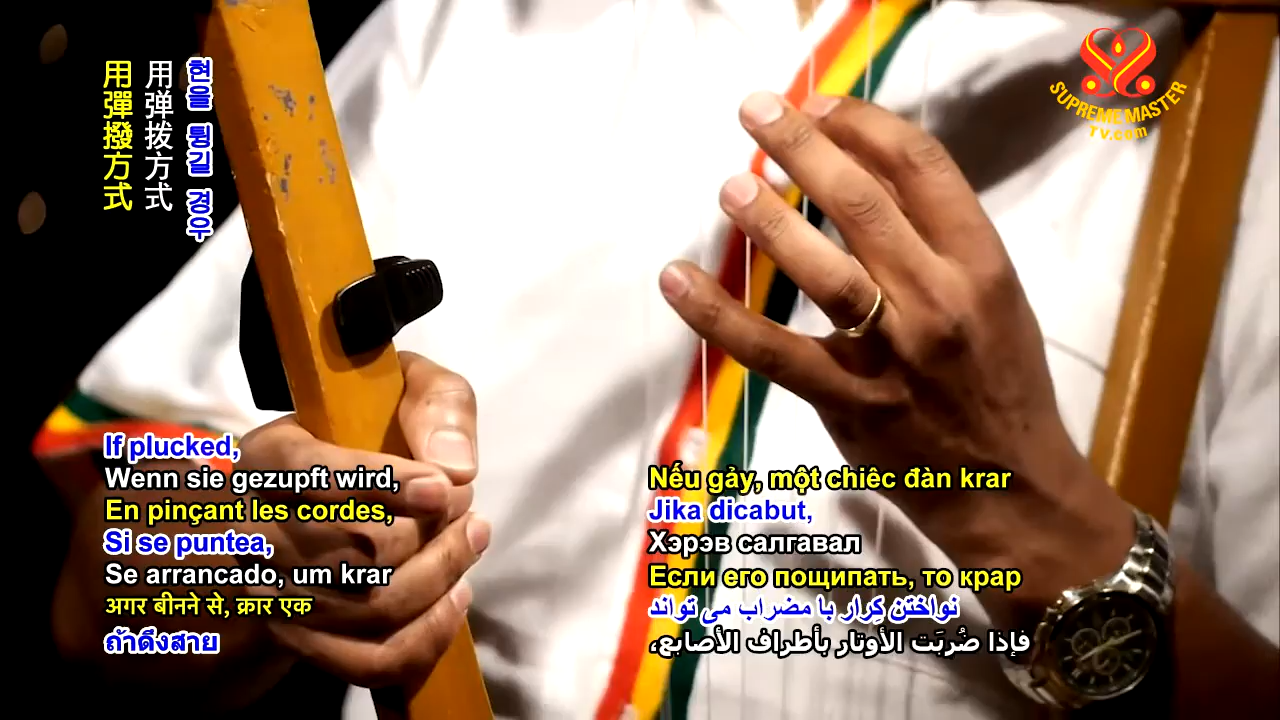 用彈撥方式
用弹拨方式
현을 튕길 경우
SUPREME MASTER
TV.com
If plucked,
Wenn sie gezupft wird,
En pinçant les cordes,
Si se puntea,
Se arrancado, um krar
अगर बीनने से, क्रार एक
ถ้าดึงสาย
Nếu gảy, một chiêc đàn krar
Jika dicabut,
Хэрэв салгавал
Если его пощипать, то крар
نواختن کِرار با مضراب می تواند
فإذا ضُربَت الأوتار بأطراف الأصابع،